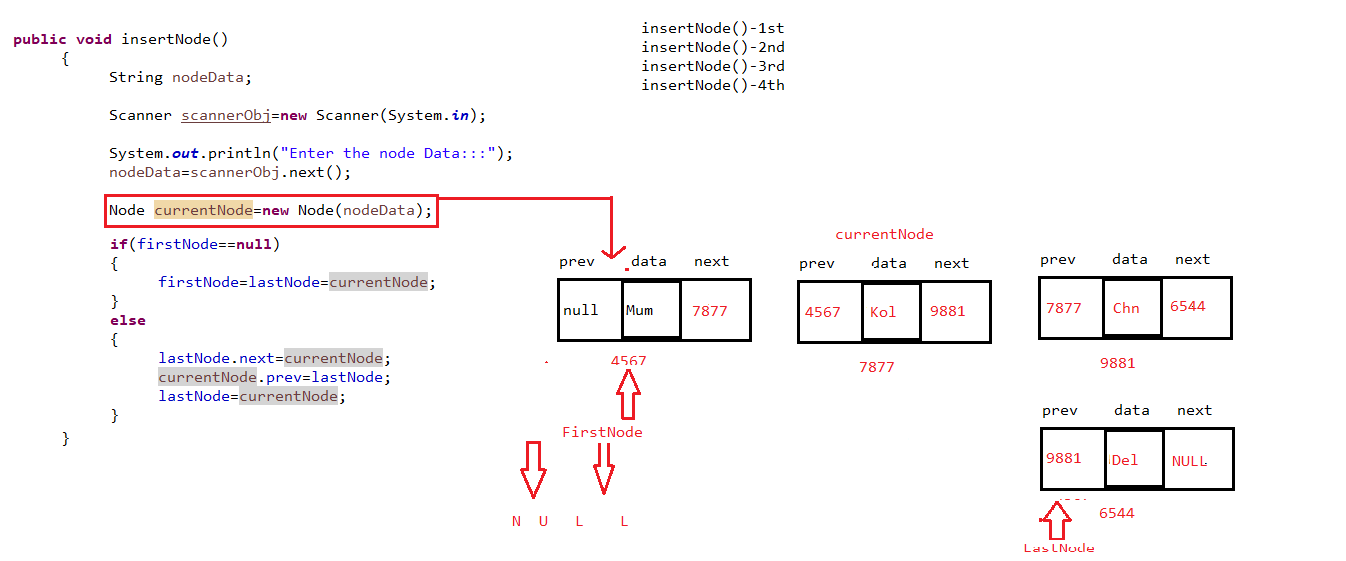 public void insertNode()
{
String nodeData;
Scanner scannerObj=new Scanner(System.in);
System.out.println("Enter the node Data:::");
nodeData=scannerObj.next();
Node currentNode=new Node(nodeData);
if(firstNode==null)
{
firstNode=lastNode=currentNode;
}
else
{
lastNode.next=currentNode;
currentNode.prev=lastNode;
lastNode=currentNode;
}
}
insertNode()-1st
insertNode()-2nd
insertNode()-3rd
insertNode()-4th
prev data next
null Mum 7877
4567
FirstNode
N U L L
currentNode
prev data next
4567 Kol 9881
7877
prev data next
7877 Chn 6544
9881
prev data next
9881 Del NULL
6544
LastNode